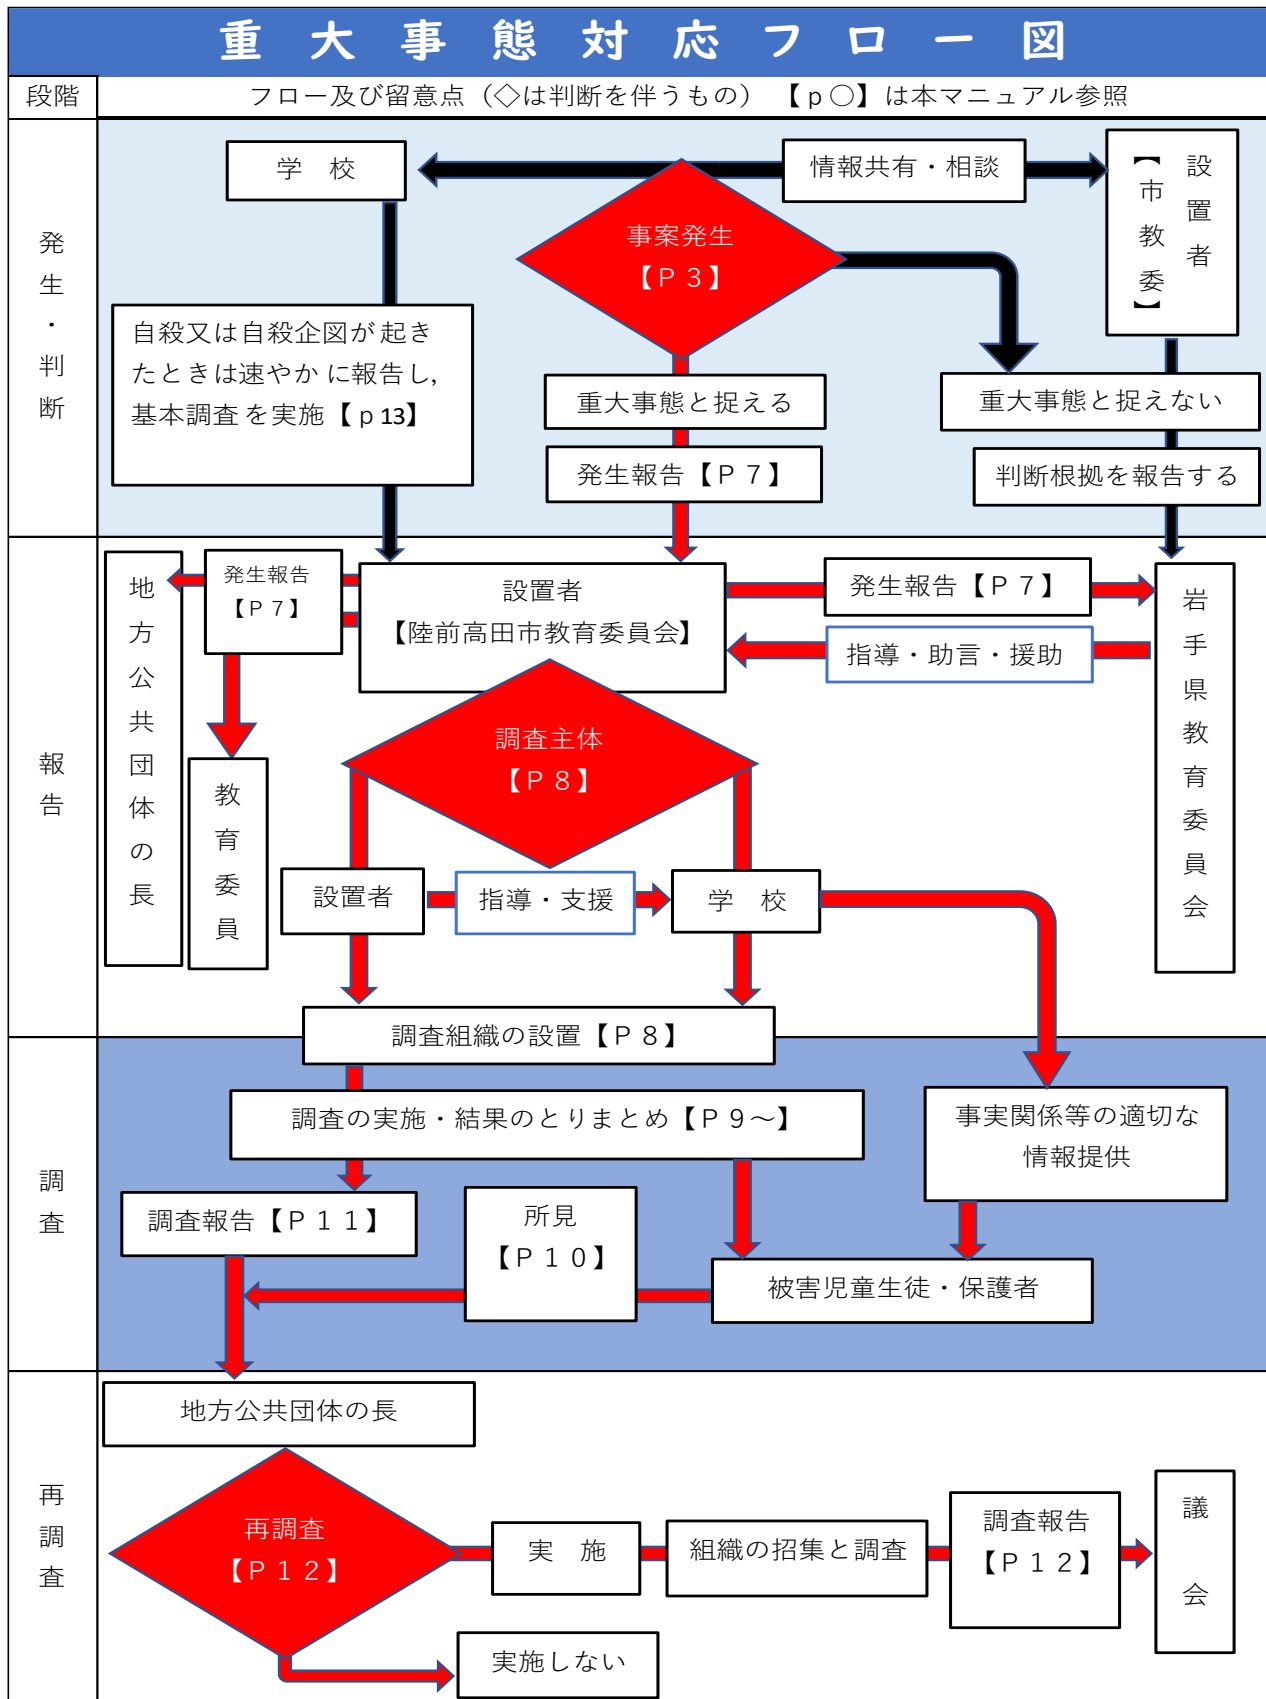 重大事態対応フロー図
段階
フロー及び留意点（◇は判断を伴うもの）　【ｐ○】は本マニュアル参照
発生・判断
学　校
情報共有・相談
設置者
【市教委】
事案発生
【Ｐ３】
自殺又は自殺企図が起き
たときは速やかに報告し,
基本調査を実施【ｐ13】
重大事態と捉える
重大事態と捉えない
発生報告【Ｐ７】
判断根拠を報告する
報告
地方公共団体の長
発生報告
【Ｐ７】
設置者
【陸前高田市教育委員会】
発生報告【Ｐ７】
指導・助言・援助
岩手県教育委員会
教育委員
調査主体
【Ｐ８】
設置者
指導・支援
学　校
調査組織の設置【Ｐ８】
調査
調査の実施・結果のとりまとめ【Ｐ９～】
事実関係等の適切な
情報提供
調査報告【Ｐ１１】
所見
【Ｐ１０】
被害児童生徒・保護者
再調査
地方公共団体の長
再調査
【Ｐ１２】
実　施
組織の招集と調査
調査報告
【Ｐ１２】
議会
実施しない